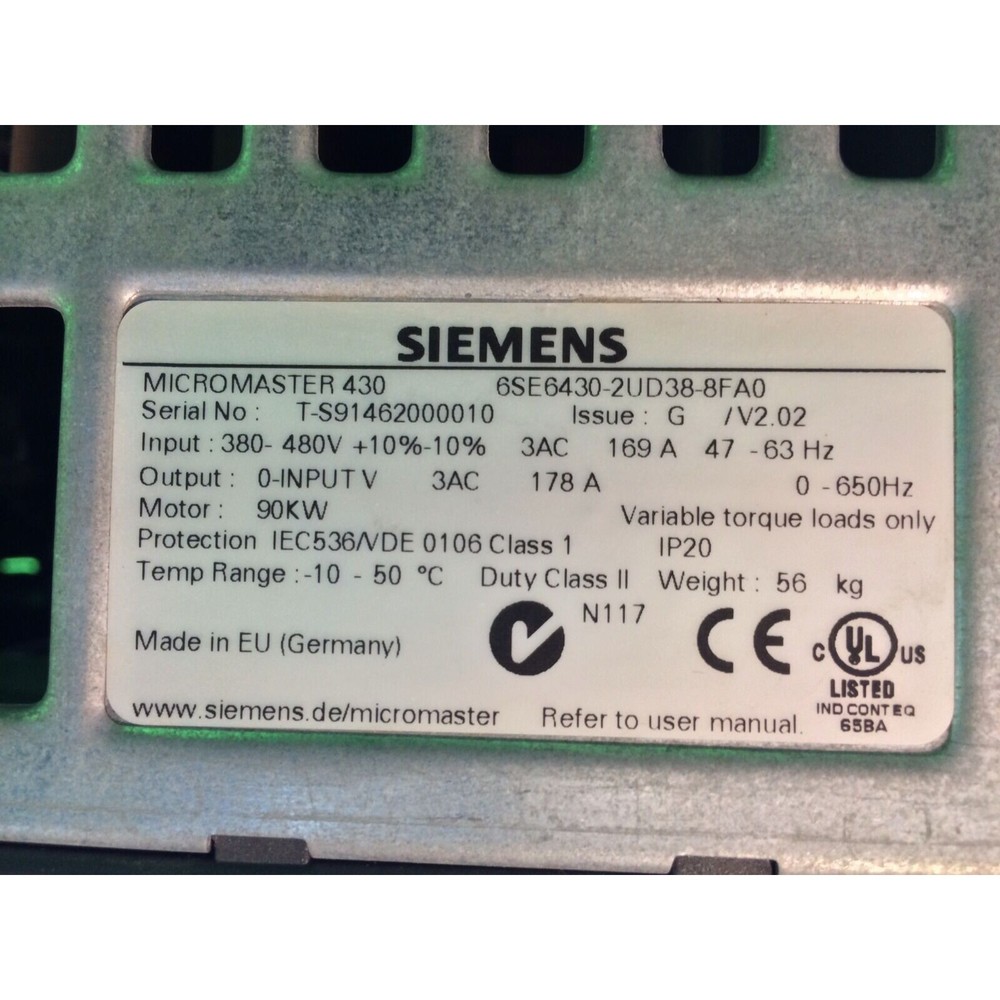 SIEMENS
MICROMASTER 430 6SE6430-2UD38-8FA0
Serial No : T-S91462000010 Issue : G /V2.02
Input : 380- 480V +10%-10% 3AC 169 A 47 -63 Hz
Output : 0-INPUT V 3AC 178 A 0 -650Hz
Motor : 90KW Variable torque loads only
Protection IEC536/VDE 0106 Class 1 IP20
Temp Range : -10 - 50 °C Duty Class II Weight : 56 kg
N117
Made in EU (Germany) CE C UL US
LISTED
www.siemens.de/micromaster Refer to user manual. IND CONT EQ
65BA